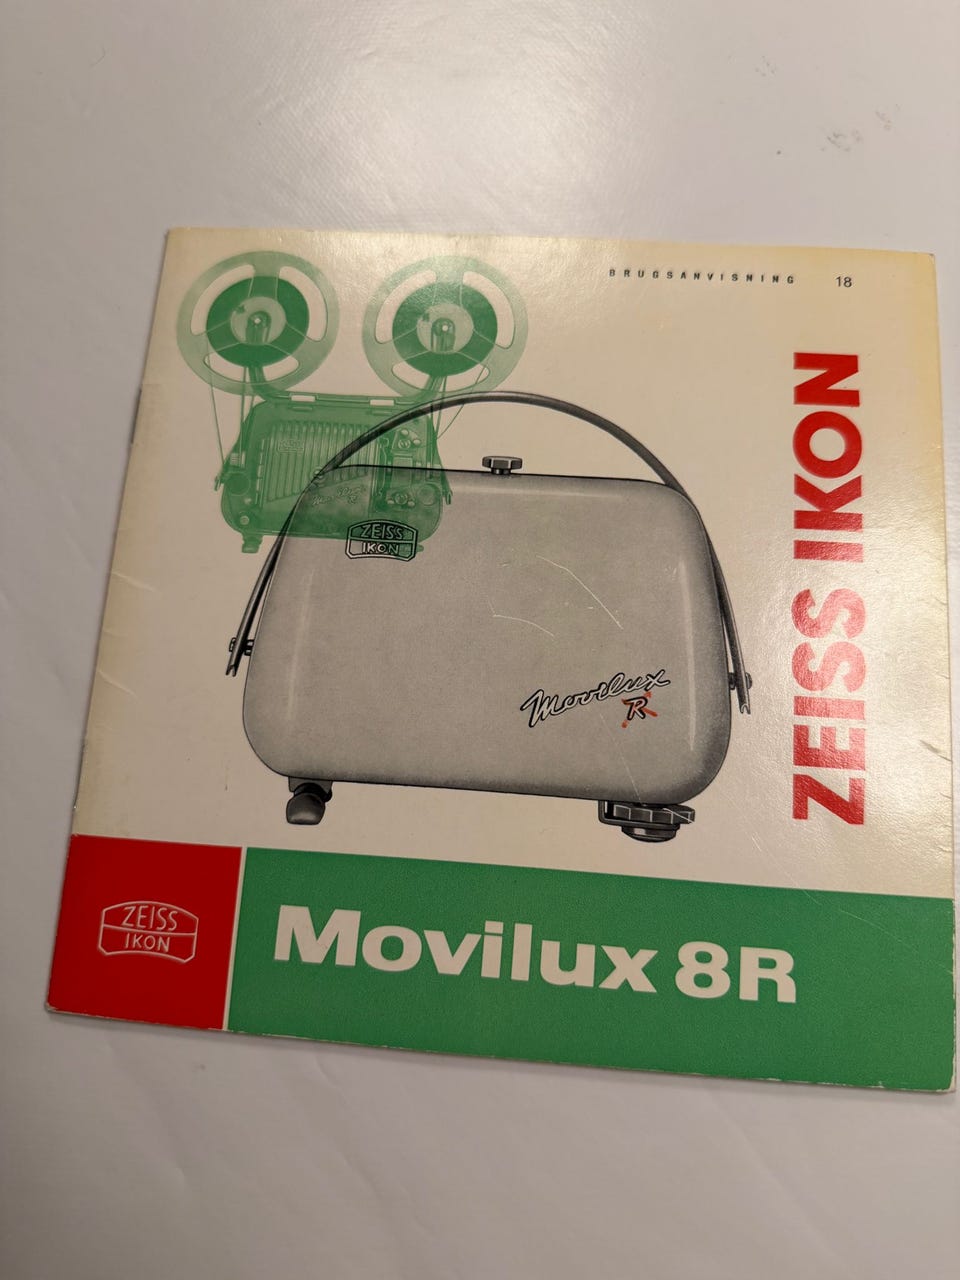 BRUGSANVISNING 18
ZEISS IKON
ZEISS
IKON
Movilux
R
ZEISS
IKON
Movilux 8R